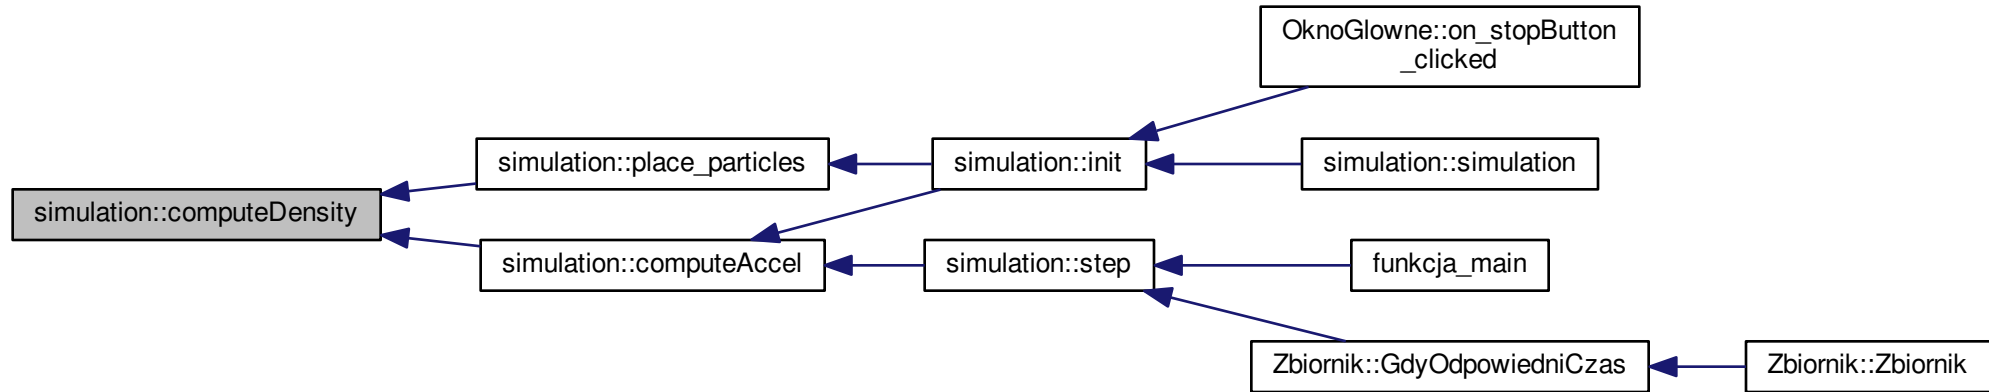 OknoGlowne::on_stopButton
_clicked
simulation::place_particles
simulation::init
simulation::simulation
simulation::computeDensity
simulation::computeAccel
simulation::step
funkcja_main
Zbiornik::GdyOdpowiedniCzas
Zbiornik::Zbiornik